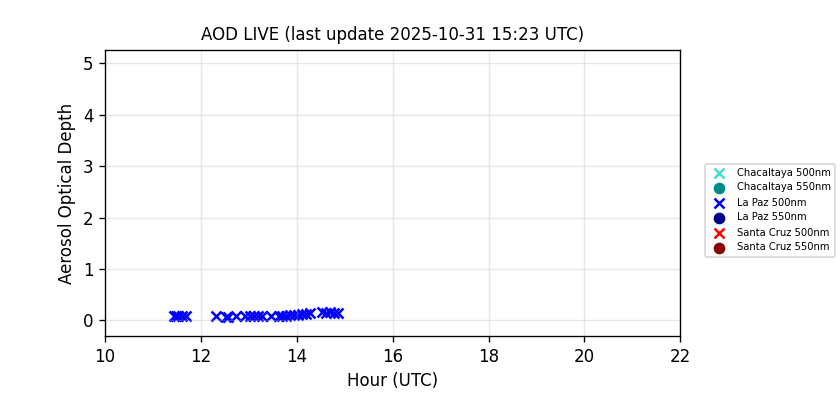 AOD LIVE (last update 2025-10-31 15:23 UTC)
Aerosol Optical Depth
5
4
3
2
1
0
10 12 14 16 18 20 22
Hour (UTC)
Chacaltaya 500nm
Chacaltaya 550nm
La Paz 500nm
La Paz 550nm
Santa Cruz 500nm
Santa Cruz 550nm